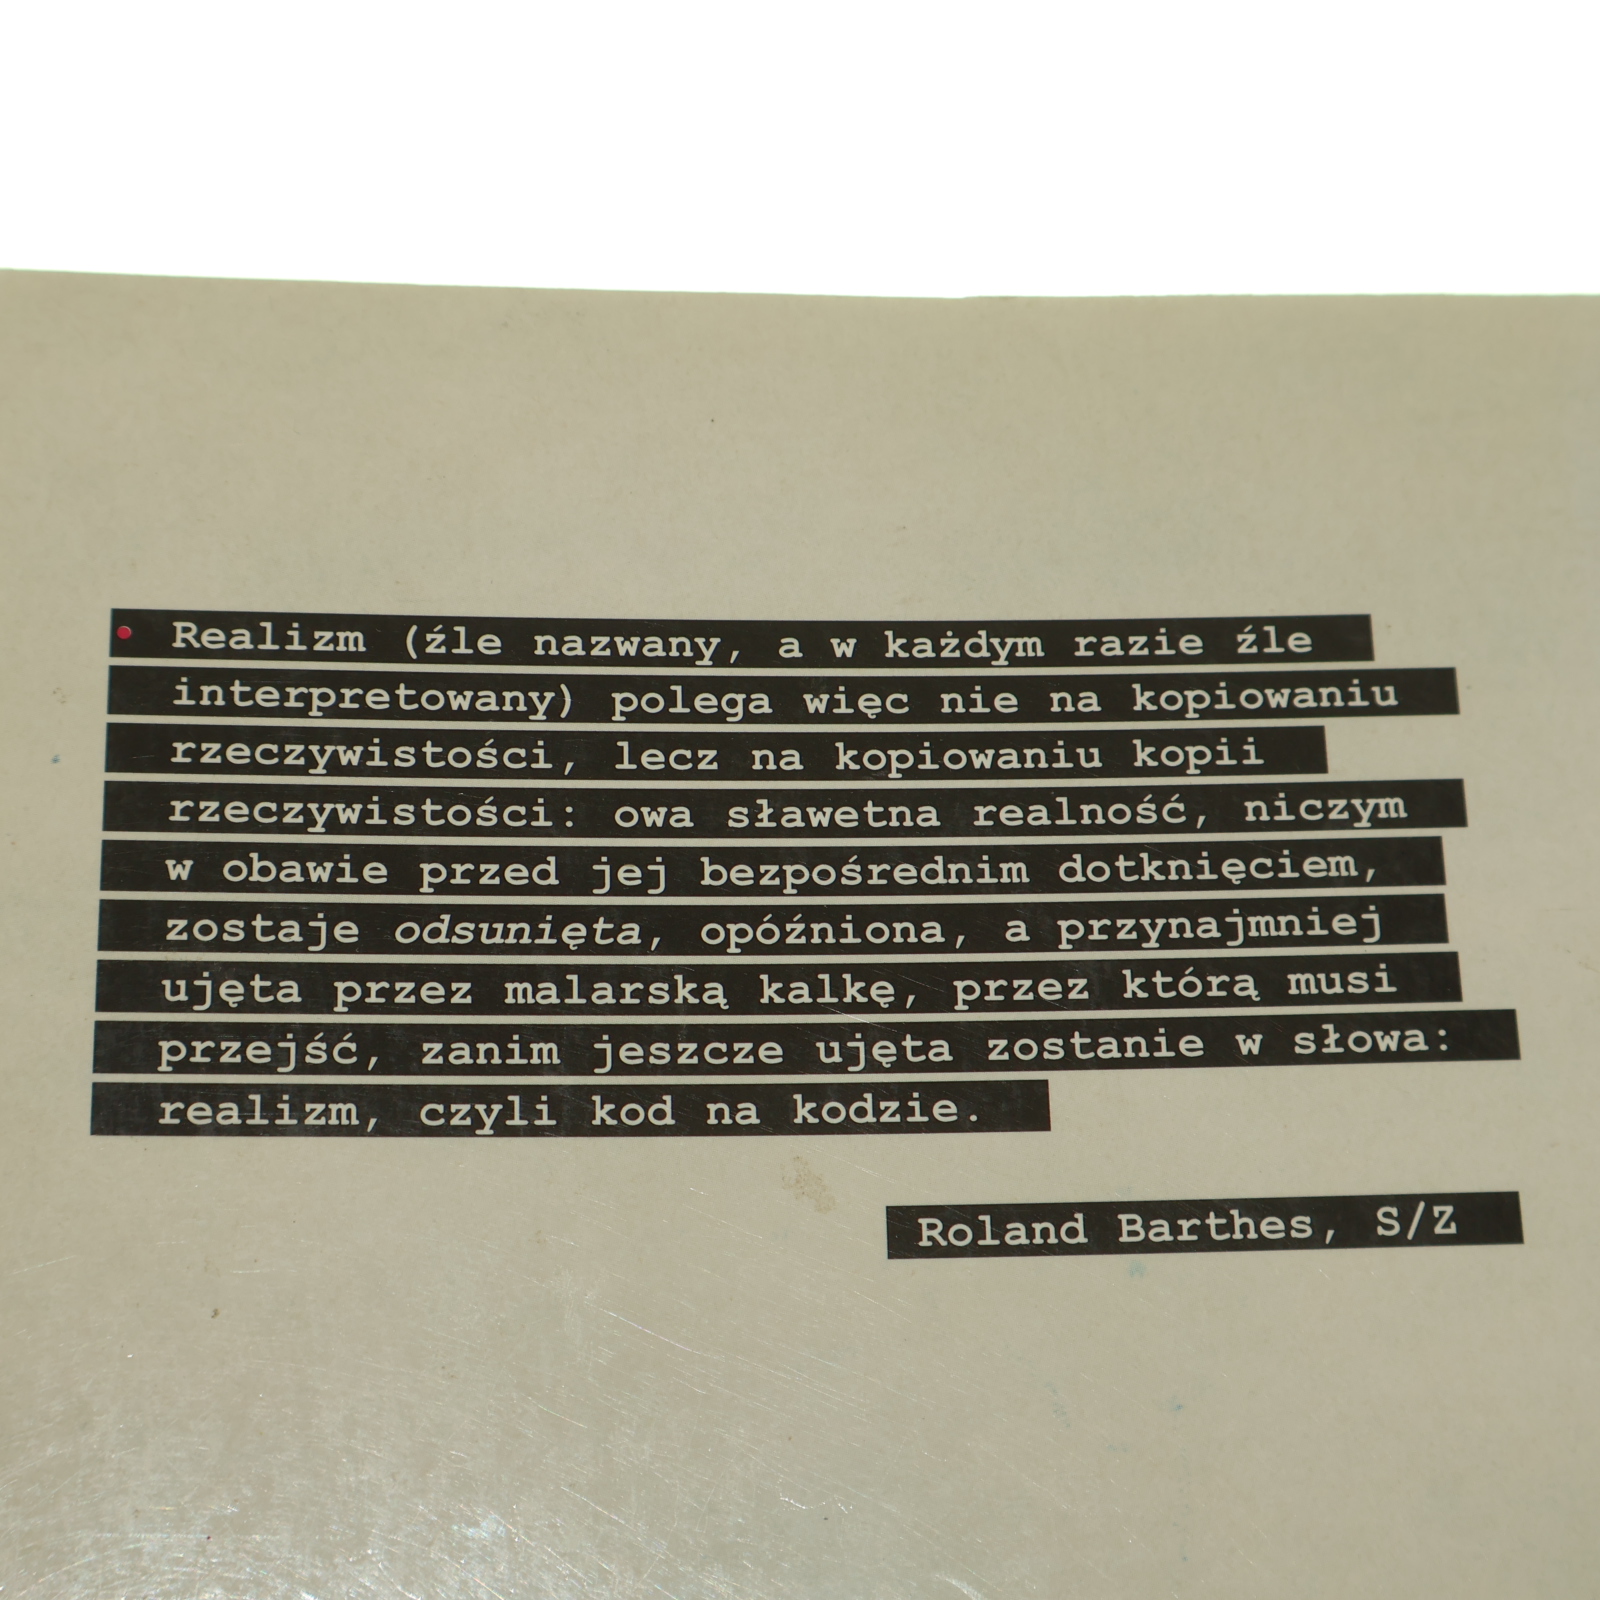 • Realizm (źle nazwany, a w każdym razie źle
interpretowany) polega więc nie na kopiowaniu
rzeczywistości, lecz na kopiowaniu kopii
rzeczywistości: owa sławetna realność, niczym
w obawie przed jej bezpośrednim dotknięciem,
zostaje odsunięta, opóźniona, a przynajmniej
ujęta przez malarską kalkę, przez którą musi
przejść, zanim jeszcze ujęta zostanie w słowa:
realizm, czyli kod na kodzie.
Roland Barthes, S/Z